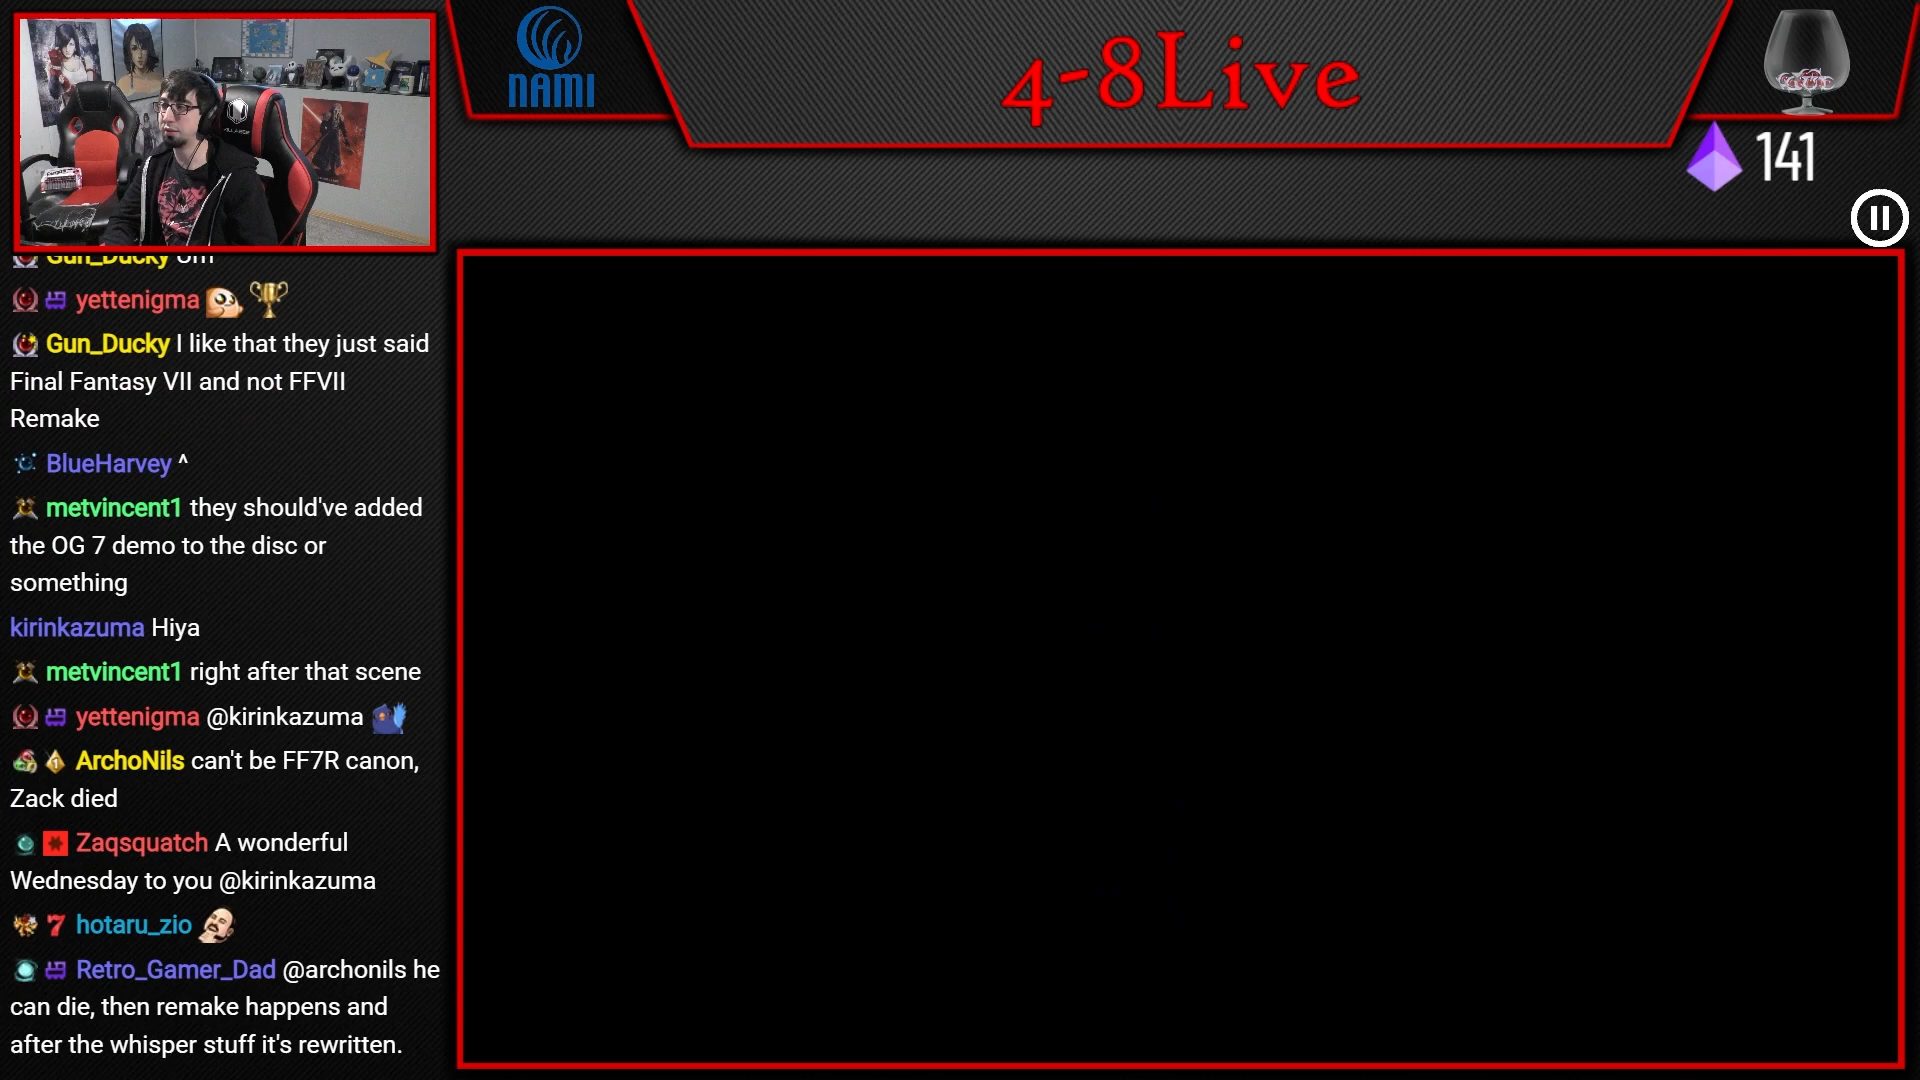 NAMI
4-8Live
141
Gun_Ducky Um
yettenigma
Gun_Ducky I like that they just said
Final Fantasy VII and not FFVII
Remake
BlueHarvey ^
metvincent1 they should've added
the OG 7 demo to the disc or
something
kirinkazuma Hiya
metvincent1 right after that scene
yettenigma @kirinkazuma
ArchoNils can't be FF7R canon,
Zack died
Zaqsquatch A wonderful
Wednesday to you @kirinkazuma
7 hotaru_zio
Retro_Gamer_Dad @archonils he
can die, then remake happens and
after the whisper stuff it's rewritten.